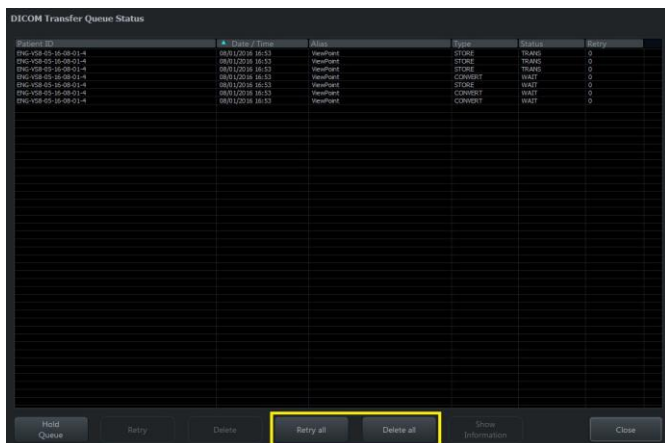 DICOM Transfer Queue Status
Patient ID Date / Time Alias Type Status Retry
ENG-VS8-05-16-08-01-4 08/01/2016 16:53 ViewPoint STORE TRANS 0
ENG-VS8-05-16-08-01-4 08/01/2016 16:53 ViewPoint STORE TRANS 0
ENG-VS8-05-16-08-01-4 08/01/2016 16:53 ViewPoint STORE TRANS 0
ENG-VS8-05-16-08-01-4 08/01/2016 16:53 ViewPoint CONVERT WAIT 0
ENG-VS8-05-16-08-01-4 08/01/2016 16:53 ViewPoint STORE WAIT 0
ENG-VS8-05-16-08-01-4 08/01/2016 16:53 ViewPoint CONVERT WAIT 0
ENG-VS8-05-16-08-01-4 08/01/2016 16:53 ViewPoint CONVERT WAIT 0
Hold Queue Retry Delete Retry all Delete all Show Information Close